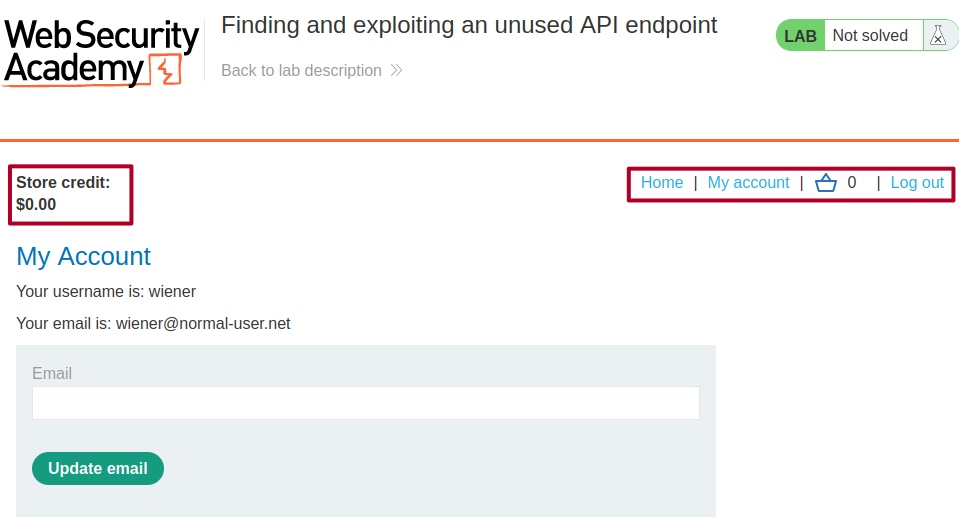 Web Security
Academy
Finding and exploiting an unused API endpoint
Back to lab description
LAB Not solved
Store credit:
$0.00
Home | My account | 0 | Log out
My Account
Your username is: wiener
Your email is: wiener@normal-user.net
Email
Update email